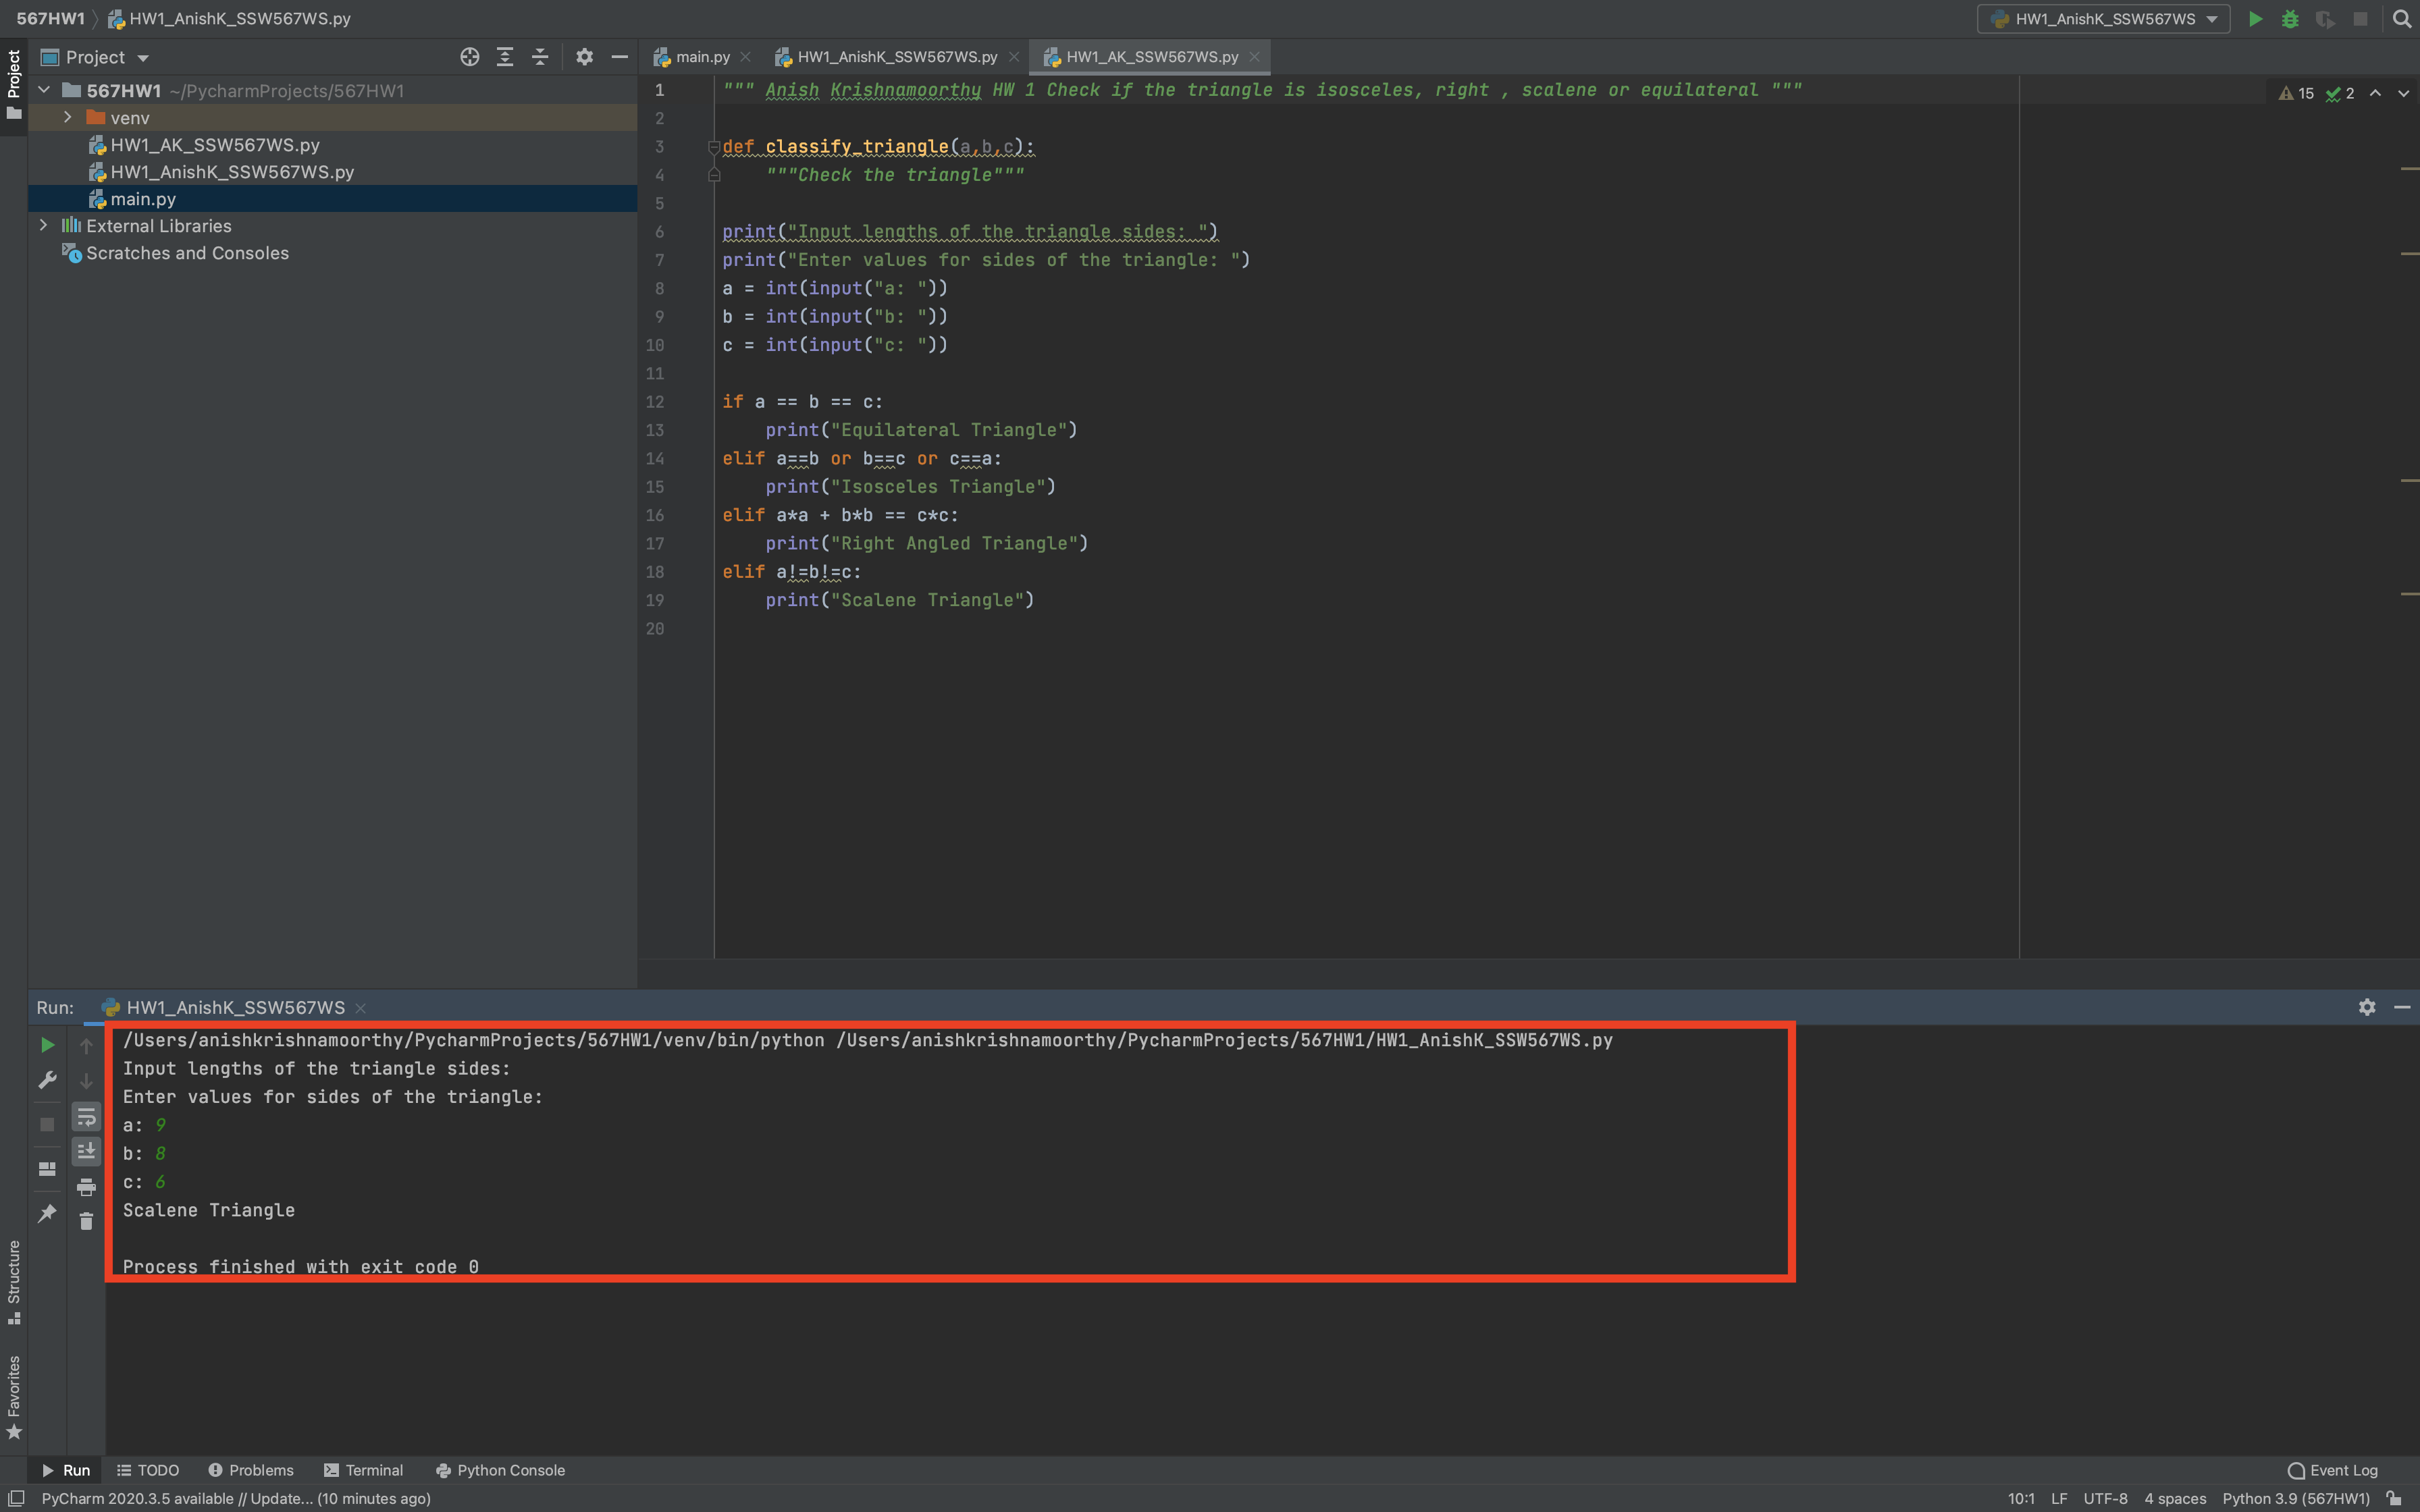 567HW1 HW1_AnishK_SSW567WS.py
HW1_AnishK_SSW567WS
Project
Project
567HW1 ~/PycharmProjects/567HW1
venv
HW1_AK_SSW567WS.py
HW1_AnishK_SSW567WS.py
main.py
External Libraries
Scratches and Consoles
main.py HW1_AnishK_SSW567WS.py HW1_AK_SSW567WS.py
15 2
1 """ Anish Krishnamoorthy HW 1 Check if the triangle is isosceles, right , scalene or equilateral """
2
3 def classify_triangle(a,b,c):
4 """Check the triangle"""
5
6 print("Input lengths of the triangle sides: ")
7 print("Enter values for sides of the triangle: ")
8 a = int(input("a: "))
9 b = int(input("b: "))
10 c = int(input("c: "))
11
12 if a == b == c:
13 print("Equilateral Triangle")
14 elif a==b or b==c or c==a:
15 print("Isosceles Triangle")
16 elif a*a + b*b == c*c:
17 print("Right Angled Triangle")
18 elif a!=b!=c:
19 print("Scalene Triangle")
20
Run: HW1_AnishK_SSW567WS
/Users/anishkrishnamoorthy/PycharmProjects/567HW1/venv/bin/python /Users/anishkrishnamoorthy/PycharmProjects/567HW1/HW1_AnishK_SSW567WS.py
Input lengths of the triangle sides:
Enter values for sides of the triangle:
a: 9
b: 8
c: 6
Scalene Triangle
Process finished with exit code 0
Structure
Favorites
Run TODO Problems Terminal Python Console Event Log
PyCharm 2020.3.5 available // Update... (10 minutes ago) 10:1 LF UTF-8 4 spaces Python 3.9 (567HW1)